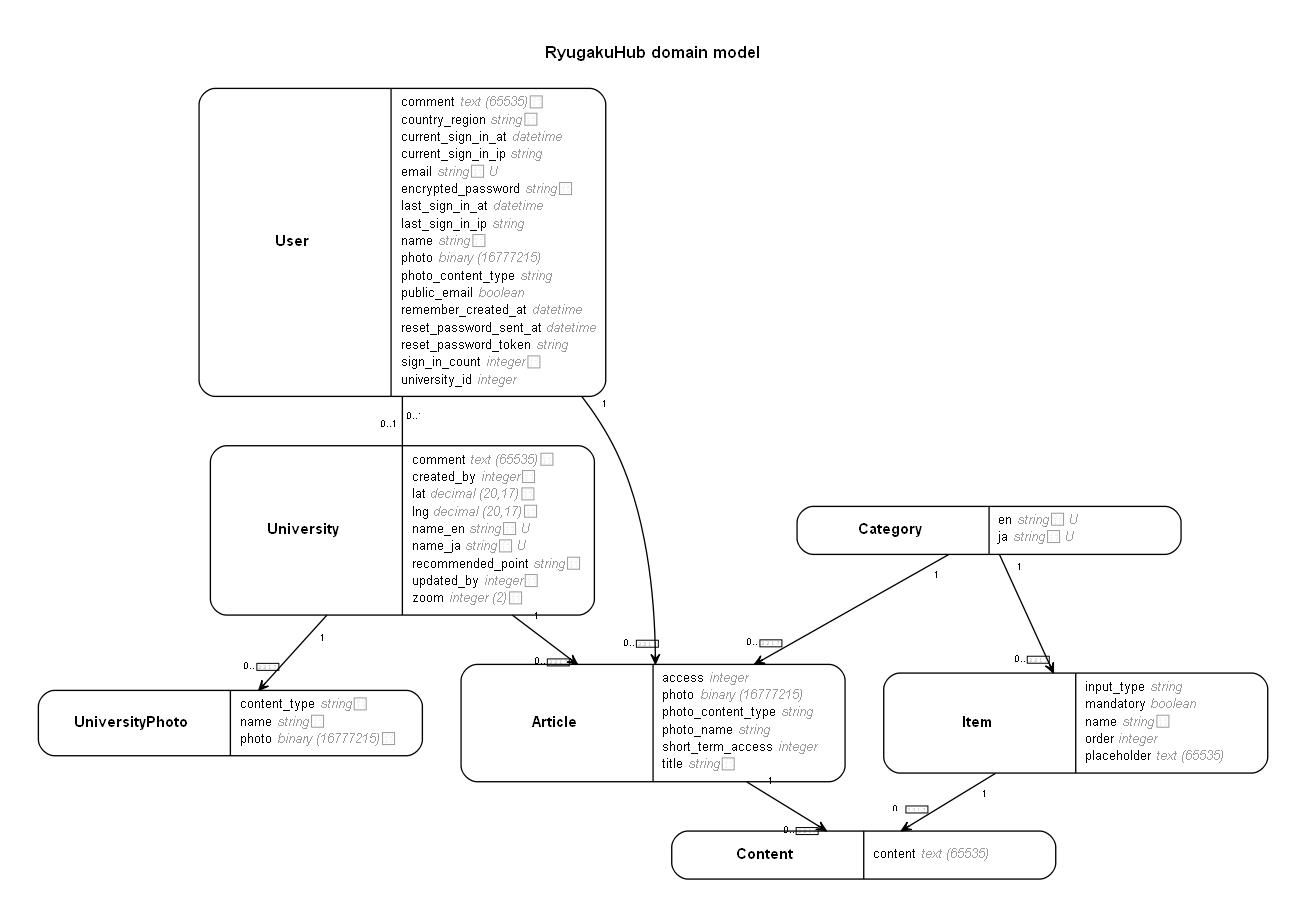 RyugakuHub domain model
User
comment text (65535)
country_region string
current_sign_in_at datetime
current_sign_in_ip string
email string U
encrypted_password string
last_sign_in_at datetime
last_sign_in_ip string
name string
photo binary (16777215)
photo_content_type string
public_email boolean
remember_created_at datetime
reset_password_sent_at datetime
reset_password_token string
sign_in_count integer
university_id integer
1
0..1
University
comment text (65535)
created_by integer
lat decimal (20,17)
lng decimal (20,17)
name_en string U
name_ja string U
recommended_point string
updated_by integer
zoom integer (2)
Category
en string U
ja string U
1
1
1
1
0..
0..
0..
0..
0..
UniversityPhoto
content_type string
name string
photo binary (16777215)
Article
access integer
photo binary (16777215)
photo_content_type string
photo_name string
short_term_access integer
title string
Item
input_type string
mandatory boolean
name string
order integer
placeholder text (65535)
1
1
0..
Content
content text (65535)